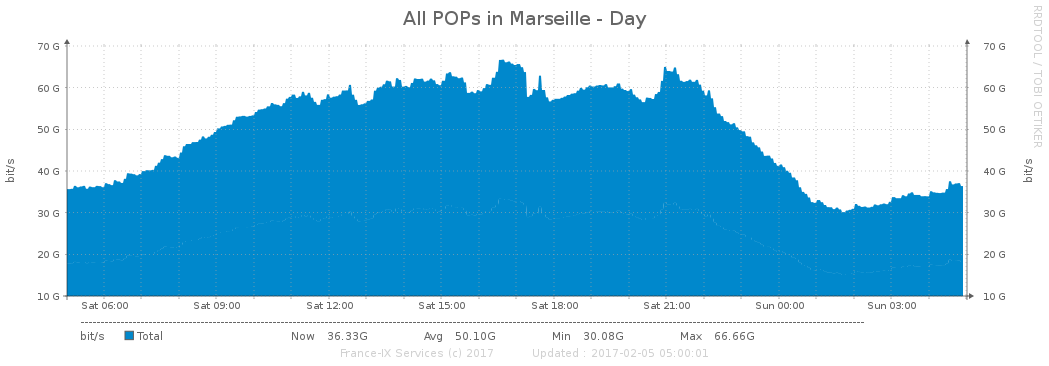 All POPs in Marseille - Day
RRDTOOL / TOBI OETIKER
70 G 70 G
60 G 60 G
50 G 50 G
40 G 40 G
30 G 30 G
20 G 20 G
10 G 10 G
bit/s bit/s
Sat 06:00 Sat 09:00 Sat 12:00 Sat 15:00 Sat 18:00 Sat 21:00 Sun 00:00 Sun 03:00
bit/s Total Now 36.33G Avg 50.10G Min 30.08G Max 66.66G
France-IX Services (c) 2017 Updated : 2017-02-05 05:00:01